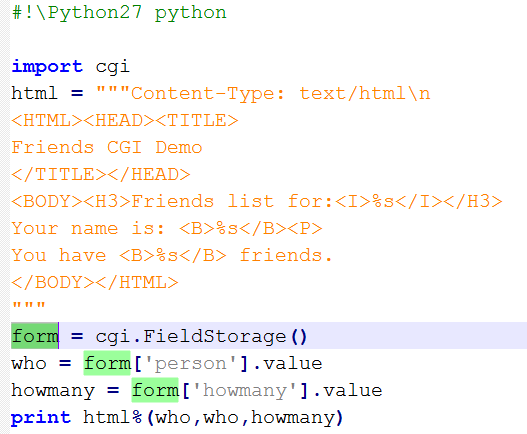 #!\Python27 python
import cgi
html = """Content-Type: text/html\n
<HTML><HEAD><TITLE>
Friends CGI Demo
</TITLE></HEAD>
<BODY><H3>Friends list for:<I>%s</I></H3>
Your name is: <B>%s</B><P>
You have <B>%s</B> friends.
</BODY></HTML>
"""
form = cgi.FieldStorage()
who = form['person'].value
howmany = form['howmany'].value
print html%(who,who,howmany)